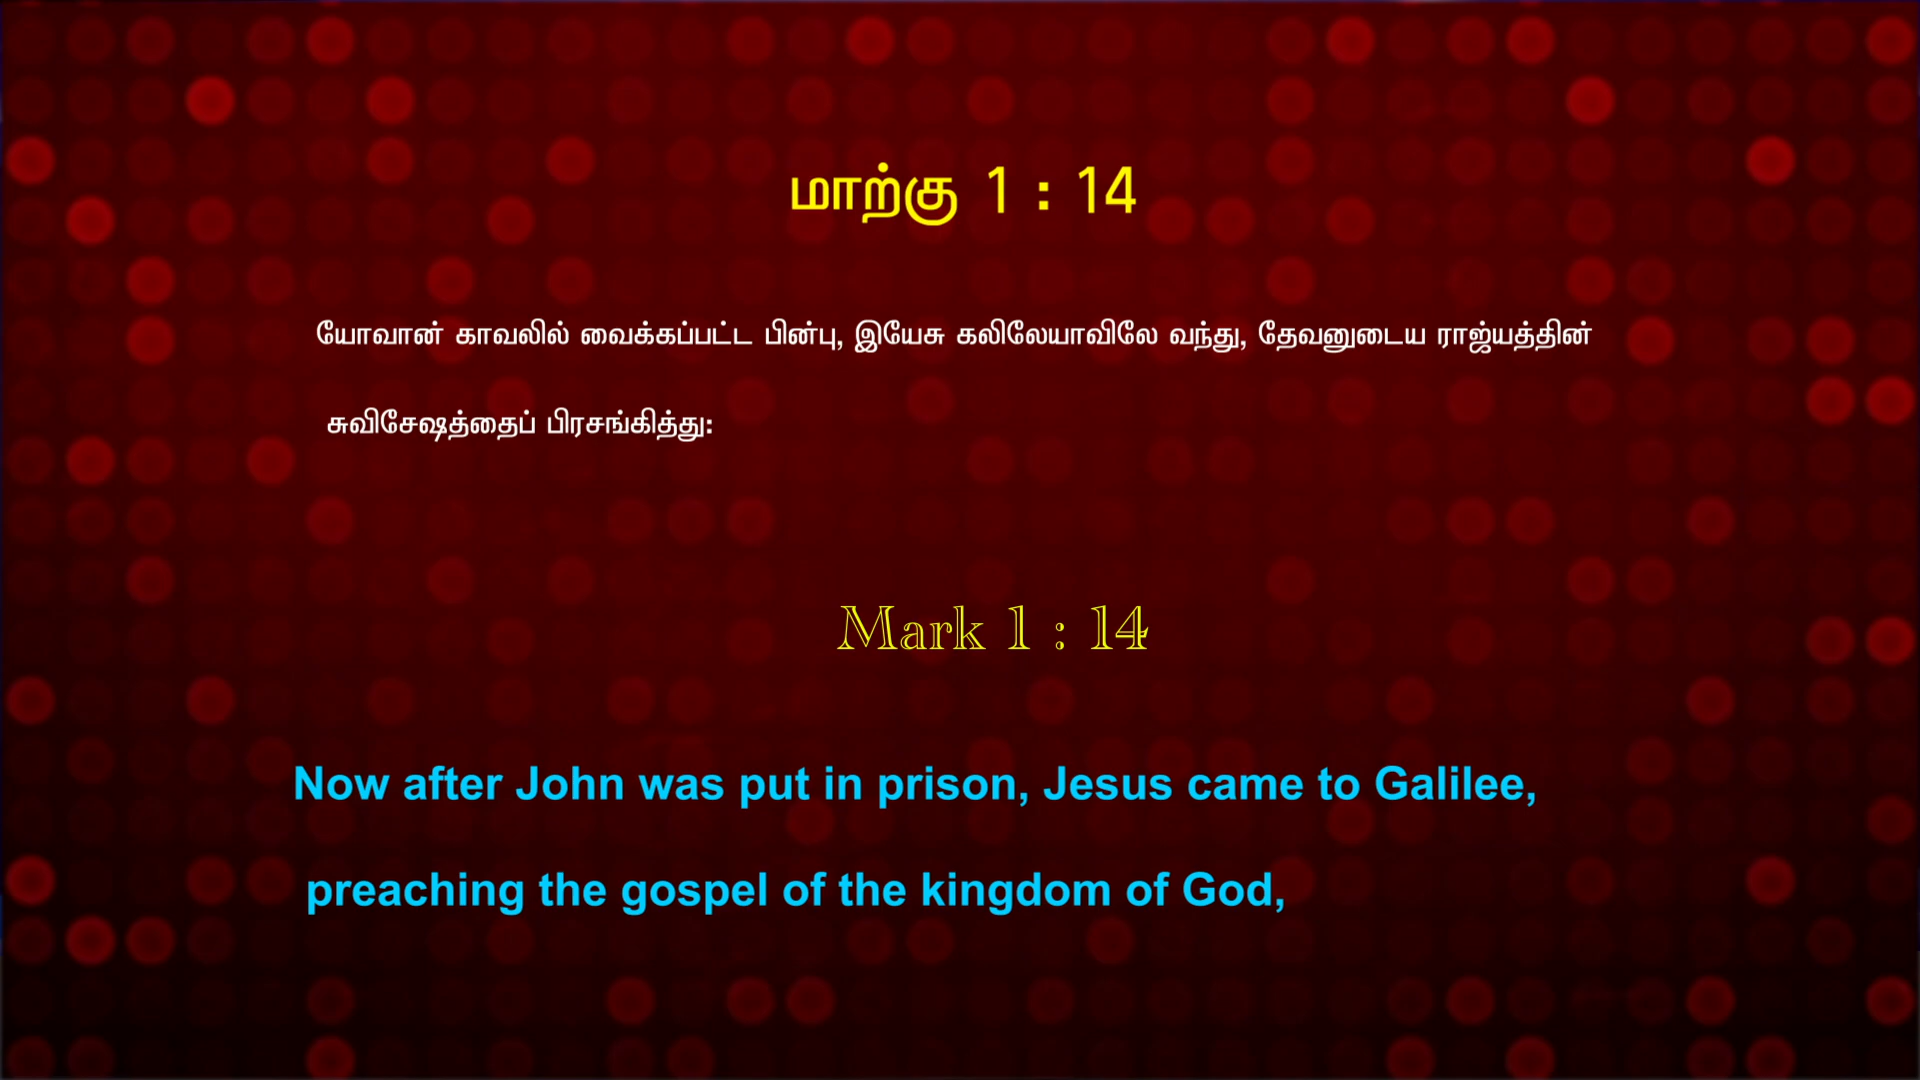 மாற்கு 1 : 14
யோவான் காவலில் வைக்கப்பட்ட பின்பு, இயேசு கலிலேயாவிலே வந்து, தேவனுடைய ராஜ்யத்தின்
சுவிசேஷத்தைப் பிரசங்கித்து:
Mark 1 : 14
Now after John was put in prison, Jesus came to Galilee,
preaching the gospel of the kingdom of God,